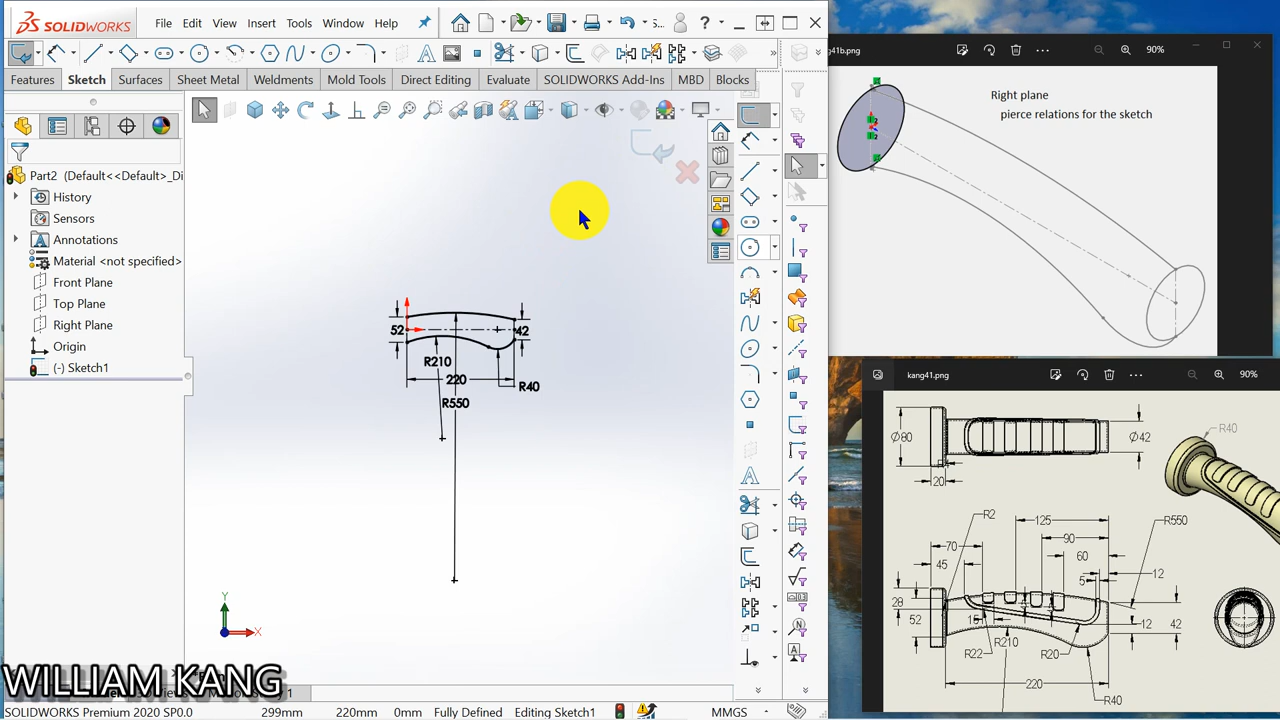 SOLIDWORKS
File
Edit
View
Insert
Tools
Window
Help
S...
Features
Sketch
Surfaces
Sheet Metal
Weldments
Mold Tools
Direct Editing
Evaluate
SOLIDWORKS Add-Ins
MBD
Blocks
Part2 (Default<<Default>_Di
History
Sensors
Annotations
Material <not specified>
Front Plane
Top Plane
Right Plane
Origin
(-) Sketch1
52
42
R210
220
R40
R550
Y
X
WILLIAM KANG
SOLIDWORKS Premium 2020 SP0.0
299mm
220mm
0mm
Fully Defined
Editing Sketch1
MMGS
ng41b.png
90%
Right plane
pierce relations for the sketch
kang41.png
90%
Ø80
Ø42
20
R40
125
R550
R2
90
70
60
45
5
12
28
52
15
R210
12
42
R22
R20
220
R40